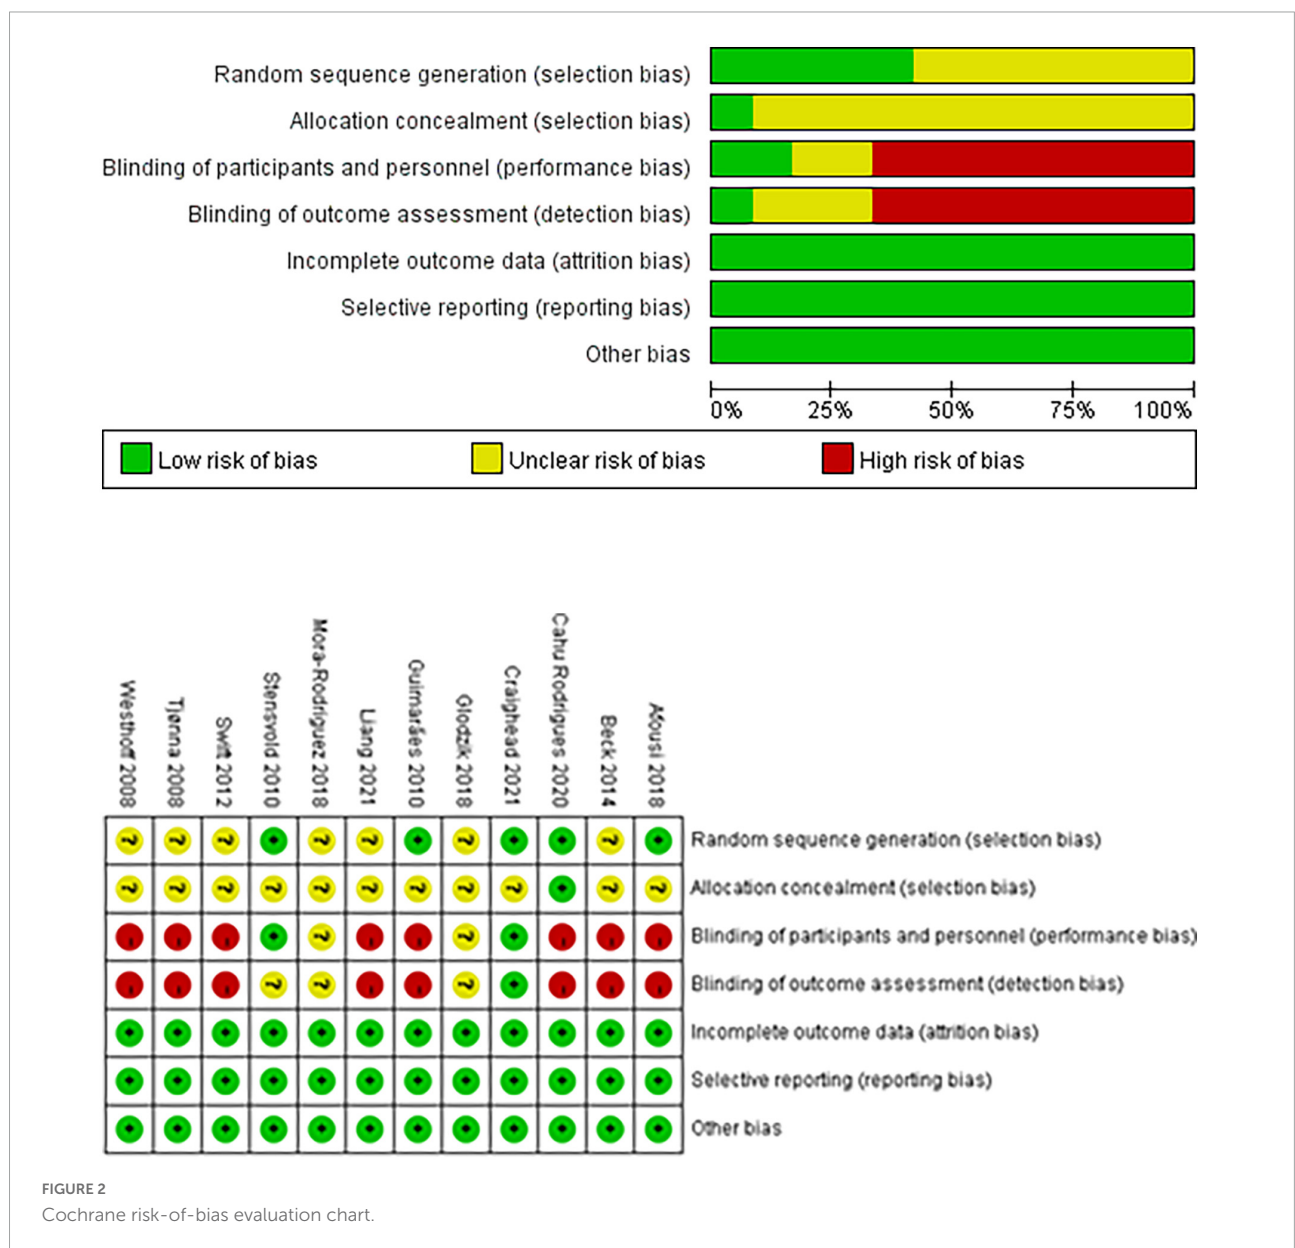 Random sequence generation (selection bias)
Allocation concealment (selection bias)
Blinding of participants and personnel (performance bias)
Blinding of outcome assessment (detection bias)
Incomplete outcome data (attrition bias)
Selective reporting (reporting bias)
Other bias
0% 25% 50% 75% 100%
Low risk of bias Unclear risk of bias High risk of bias
Westhoff 2008
Tjønna 2008
Swift 2012
Stensvold 2010
Mora-Rodríguez 2018
Liang 2021
Guimarães 2010
Glodzik 2018
Craighead 2021
Cahu Rodrigues 2020
Beck 2014
Afousi 2018
? ? ? + ? ? + ? + + ? + Random sequence generation (selection bias)
? ? ? ? ? ? ? ? ? + ? ? Allocation concealment (selection bias)
- - - + ? - - ? + - - - Blinding of participants and personnel (performance bias)
- - - ? ? - - ? + - - - Blinding of outcome assessment (detection bias)
+ + + + + + + + + + + + Incomplete outcome data (attrition bias)
+ + + + + + + + + + + + Selective reporting (reporting bias)
+ + + + + + + + + + + + Other bias
FIGURE 2
Cochrane risk-of-bias evaluation chart.